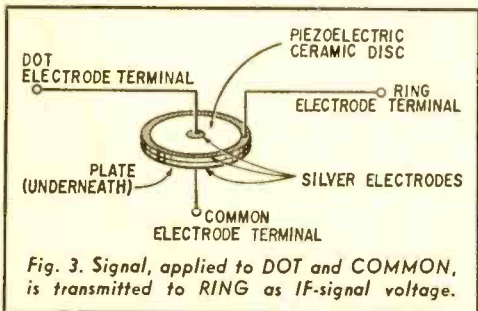 PIEZOELECTRIC
CERAMIC DISC
DOT
ELECTRODE TERMINAL
RING
ELECTRODE TERMINAL
PLATE
(UNDERNEATH)
SILVER ELECTRODES
COMMON
ELECTRODE TERMINAL
Fig. 3. Signal, applied to DOT and COMMON,
is transmitted to RING as IF-signal voltage.